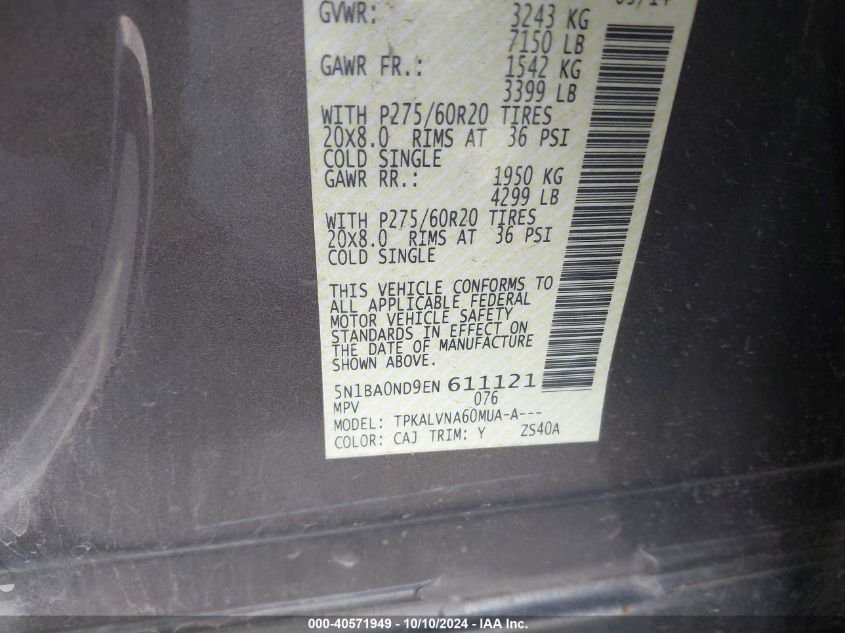 GVWR: 3243 KG
7150 LB
GAWR FR.: 1542 KG
3399 LB
WITH P275/60R20 TIRES
20X8.0 RIMS AT 36 PSI
COLD SINGLE
GAWR RR.: 1950 KG
4299 LB
WITH P275/60R20 TIRES
20X8.0 RIMS AT 36 PSI
COLD SINGLE
THIS VEHICLE CONFORMS TO
ALL APPLICABLE FEDERAL
MOTOR VEHICLE SAFETY
STANDARDS IN EFFECT ON
THE DATE OF MANUFACTURE
SHOWN ABOVE.
5N1BA0ND9EN 611121
MPV 076
MODEL: TPKALVNA60MUA-A---
COLOR: CAJ TRIM: Y ZS40A
000-40571949 - 10/10/2024 - IAAI, Inc.